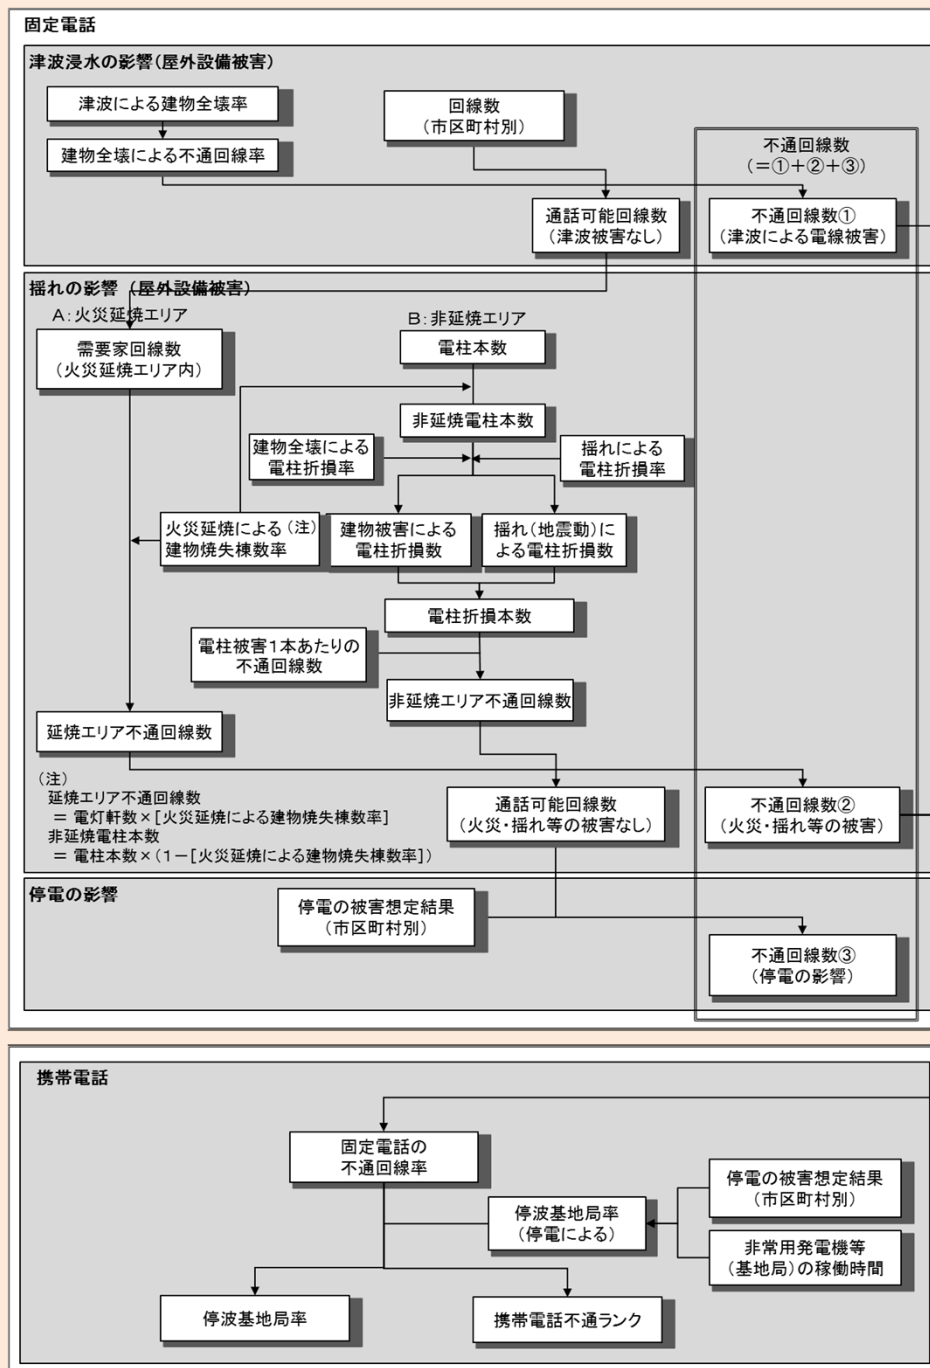 固定電話
津波浸水の影響(屋外設備被害)
津波による建物全壊率
建物全壊による不通回線率
回線数
(市区町村別)
不通回線数
(=①+②+③)
通話可能回線数
(津波被害なし)
不通回線数①
(津波による電線被害)
揺れの影響 (屋外設備被害)
A:火災延焼エリア
B:非延焼エリア
需要家回線数
(火災延焼エリア内)
電柱本数
非延焼電柱本数
建物全壊による
電柱折損率
揺れによる
電柱折損率
火災延焼による(注)
建物焼失棟数率
建物被害による
電柱折損数
揺れ(地震動)に
よる電柱折損数
電柱折損本数
電柱被害1本あたりの
不通回線数
非延焼エリア不通回線数
延焼エリア不通回線数
(注)
延焼エリア不通回線数
= 電灯軒数×[火災延焼による建物焼失棟数率]
非延焼電柱本数
= 電柱本数×(1-[火災延焼による建物焼失棟数率])
通話可能回線数
(火災・揺れ等の被害なし)
不通回線数②
(火災・揺れ等の被害)
停電の影響
停電の被害想定結果
(市区町村別)
不通回線数③
(停電の影響)
携帯電話
固定電話の
不通回線率
停波基地局率
(停電による)
停電の被害想定結果
(市区町村別)
非常用発電機等
(基地局)の稼働時間
停波基地局率
携帯電話不通ランク